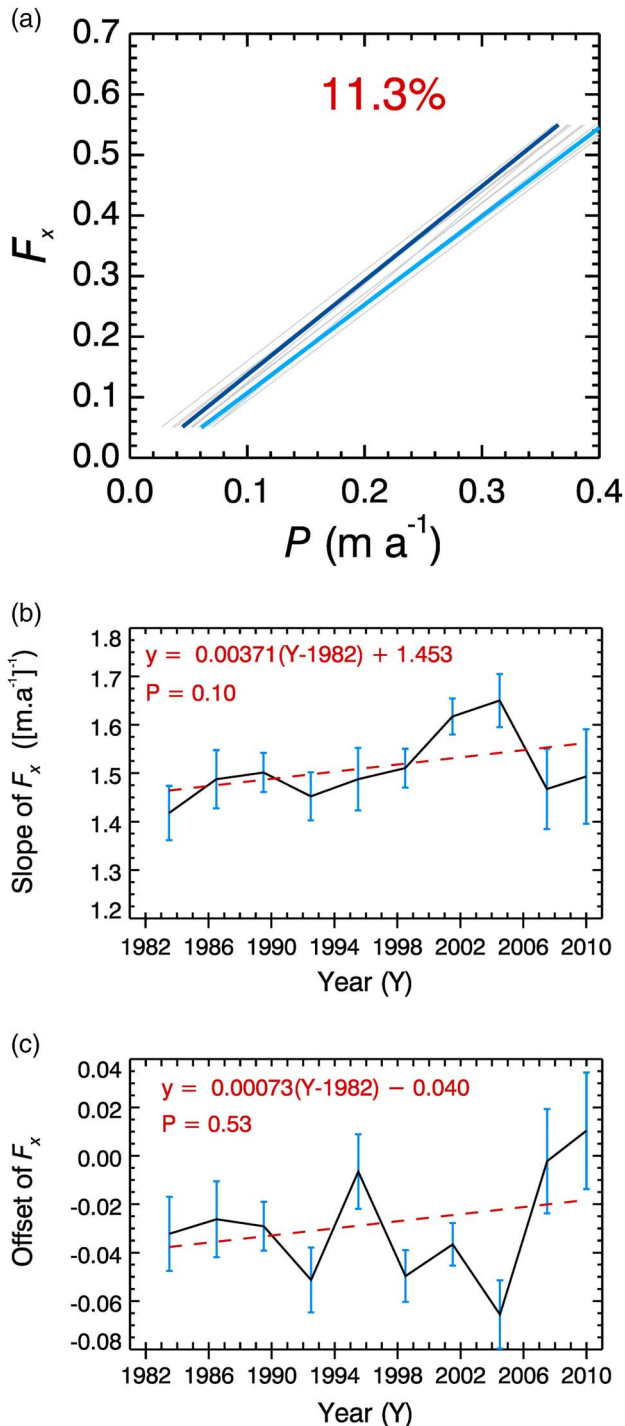 (a)
0.7
0.6
0.5
0.4
0.3
0.2
0.1
0.0
Fx
11.3%
0.0 0.1 0.2 0.3 0.4
P (m a⁻¹)
(b)
1.8
1.7
1.6
1.5
1.4
1.3
1.2
Slope of Fx ([m.a⁻¹]⁻¹)
y = 0.00371(Y-1982) + 1.453
P = 0.10
1982 1986 1990 1994 1998 2002 2006 2010
Year (Y)
(c)
0.04
0.02
0.00
-0.02
-0.04
-0.06
-0.08
Offset of Fx
y = 0.00073(Y-1982) − 0.040
P = 0.53
1982 1986 1990 1994 1998 2002 2006 2010
Year (Y)